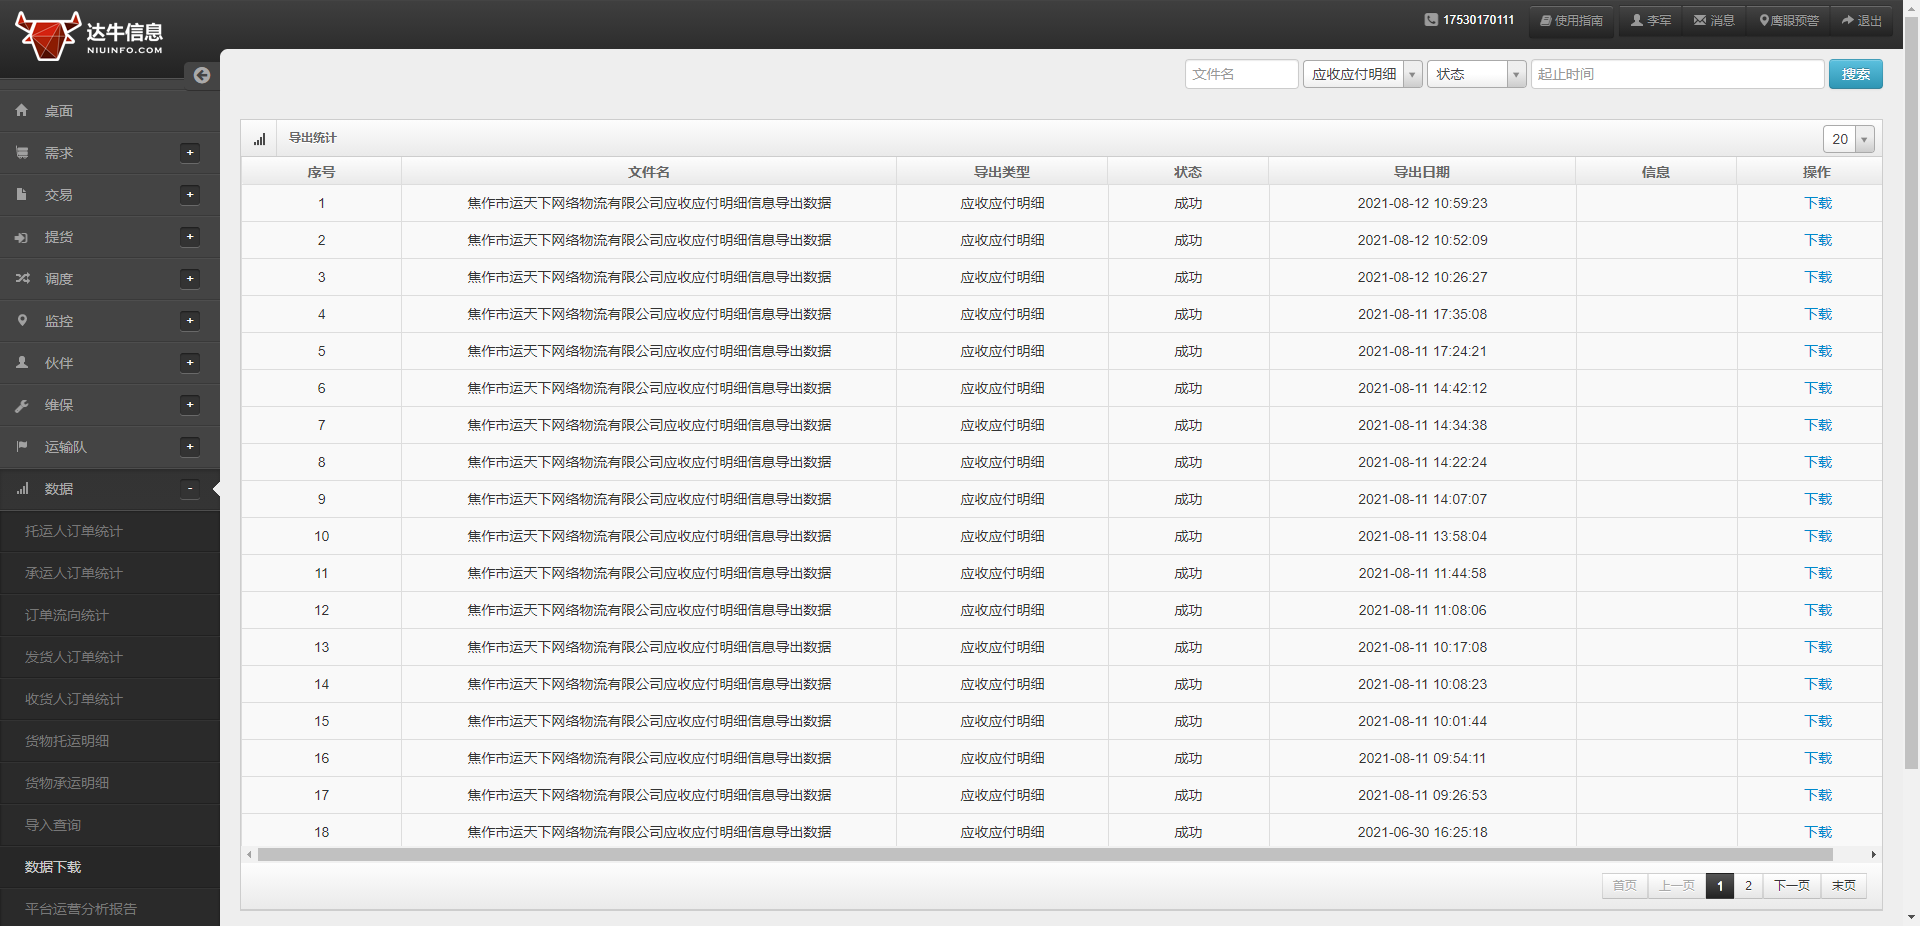 达牛信息
NIUINFO.COM
17530170111 使用指南 李军 消息 鹰眼预警 退出
文件名 应收应付明细 状态 起止时间 搜索
桌面
需求 +
交易 +
提货 +
调度 +
监控 +
伙伴 +
维保 +
运输队 +
数据 -
托运人订单统计
承运人订单统计
订单流向统计
发货人订单统计
收货人订单统计
货物托运明细
货物承运明细
导入查询
数据下载
平台运营分析报告
导出统计 20
序号 文件名 导出类型 状态 导出日期 信息 操作
1 焦作市运天下网络物流有限公司应收应付明细信息导出数据 应收应付明细 成功 2021-08-12 10:59:23 下载
2 焦作市运天下网络物流有限公司应收应付明细信息导出数据 应收应付明细 成功 2021-08-12 10:52:09 下载
3 焦作市运天下网络物流有限公司应收应付明细信息导出数据 应收应付明细 成功 2021-08-12 10:26:27 下载
4 焦作市运天下网络物流有限公司应收应付明细信息导出数据 应收应付明细 成功 2021-08-11 17:35:08 下载
5 焦作市运天下网络物流有限公司应收应付明细信息导出数据 应收应付明细 成功 2021-08-11 17:24:21 下载
6 焦作市运天下网络物流有限公司应收应付明细信息导出数据 应收应付明细 成功 2021-08-11 14:42:12 下载
7 焦作市运天下网络物流有限公司应收应付明细信息导出数据 应收应付明细 成功 2021-08-11 14:34:38 下载
8 焦作市运天下网络物流有限公司应收应付明细信息导出数据 应收应付明细 成功 2021-08-11 14:22:24 下载
9 焦作市运天下网络物流有限公司应收应付明细信息导出数据 应收应付明细 成功 2021-08-11 14:07:07 下载
10 焦作市运天下网络物流有限公司应收应付明细信息导出数据 应收应付明细 成功 2021-08-11 13:58:04 下载
11 焦作市运天下网络物流有限公司应收应付明细信息导出数据 应收应付明细 成功 2021-08-11 11:44:58 下载
12 焦作市运天下网络物流有限公司应收应付明细信息导出数据 应收应付明细 成功 2021-08-11 11:08:06 下载
13 焦作市运天下网络物流有限公司应收应付明细信息导出数据 应收应付明细 成功 2021-08-11 10:17:08 下载
14 焦作市运天下网络物流有限公司应收应付明细信息导出数据 应收应付明细 成功 2021-08-11 10:08:23 下载
15 焦作市运天下网络物流有限公司应收应付明细信息导出数据 应收应付明细 成功 2021-08-11 10:01:44 下载
16 焦作市运天下网络物流有限公司应收应付明细信息导出数据 应收应付明细 成功 2021-08-11 09:54:11 下载
17 焦作市运天下网络物流有限公司应收应付明细信息导出数据 应收应付明细 成功 2021-08-11 09:26:53 下载
18 焦作市运天下网络物流有限公司应收应付明细信息导出数据 应收应付明细 成功 2021-06-30 16:25:18 下载
首页 上一页 1 2 下一页 末页